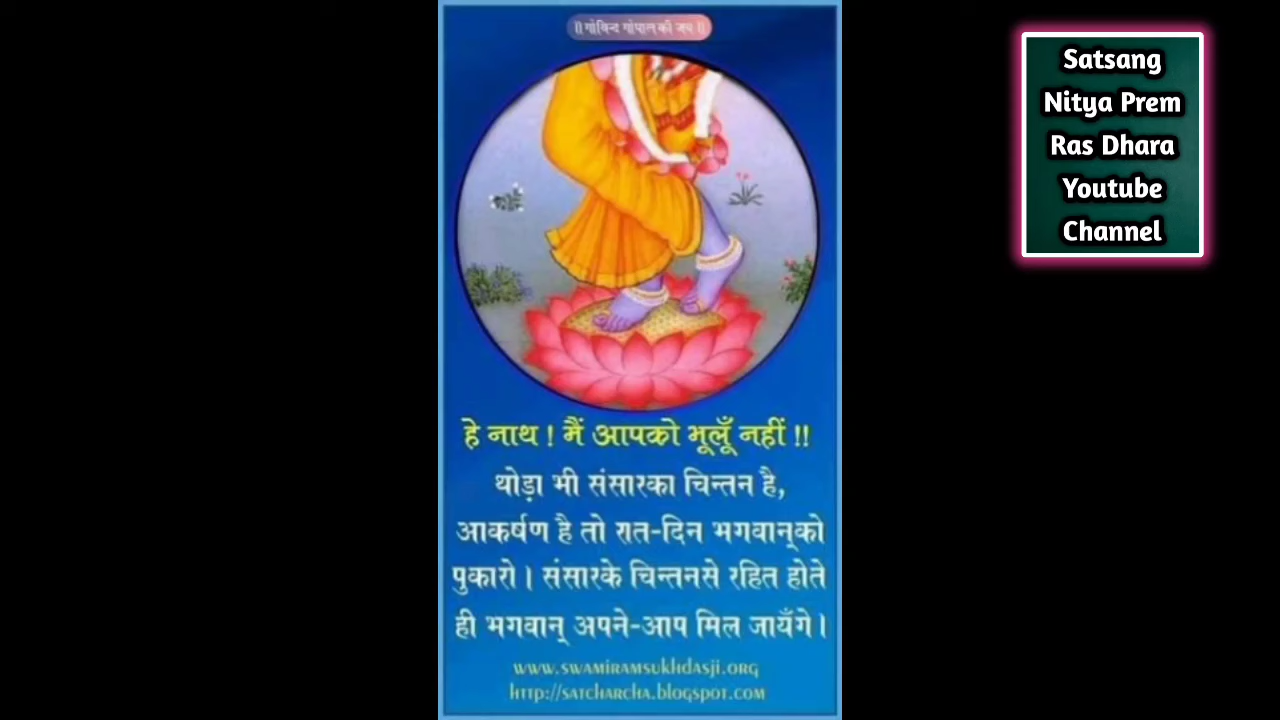 ॥ गोविन्द गोपाल की जय ॥
हे नाथ ! मैं आपको भूलूँ नहीं !!
थोड़ा भी संसारका चिन्तन है,
आकर्षण है तो रात-दिन भगवान्‌को
पुकारो। संसारके चिन्तनसे रहित होते
ही भगवान् अपने-आप मिल जायँगे।
www.swamiramsukhdasji.org
http://satcharcha.blogspot.com
Satsang
Nitya Prem
Ras Dhara
Youtube
Channel